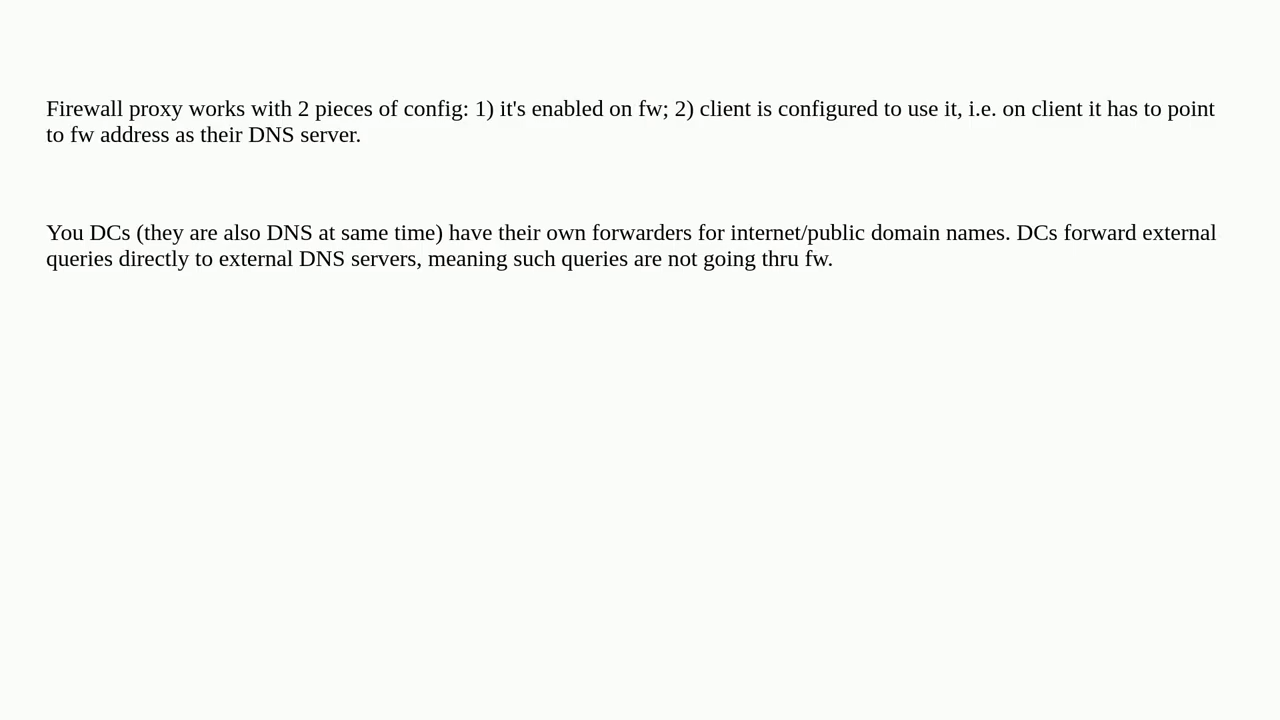 Firewall proxy works with 2 pieces of config: 1) it's enabled on fw; 2) client is configured to use it, i.e. on client it has to point
to fw address as their DNS server.
You DCs (they are also DNS at same time) have their own forwarders for internet/public domain names. DCs forward external
queries directly to external DNS servers, meaning such queries are not going thru fw.